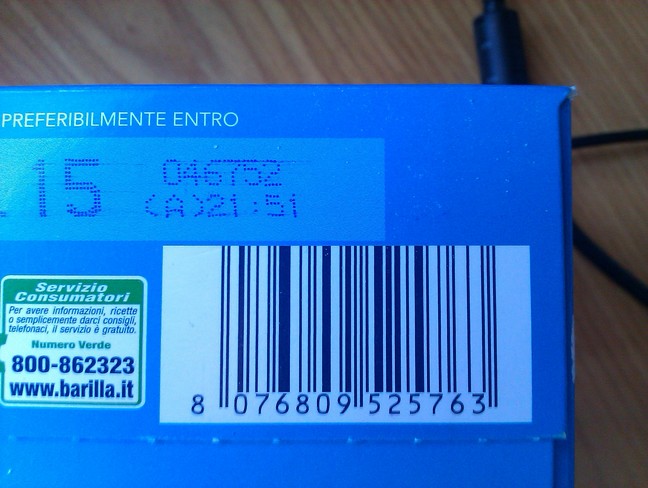 PREFERIBILMENTE ENTRO
15
046752
(A)21:51
Servizio
Consumatori
Per avere informazioni, ricette
o semplicemente darci consigli,
telefonaci, il servizio è gratuito.
Numero Verde
800-862323
www.barilla.it
8 076809 525763